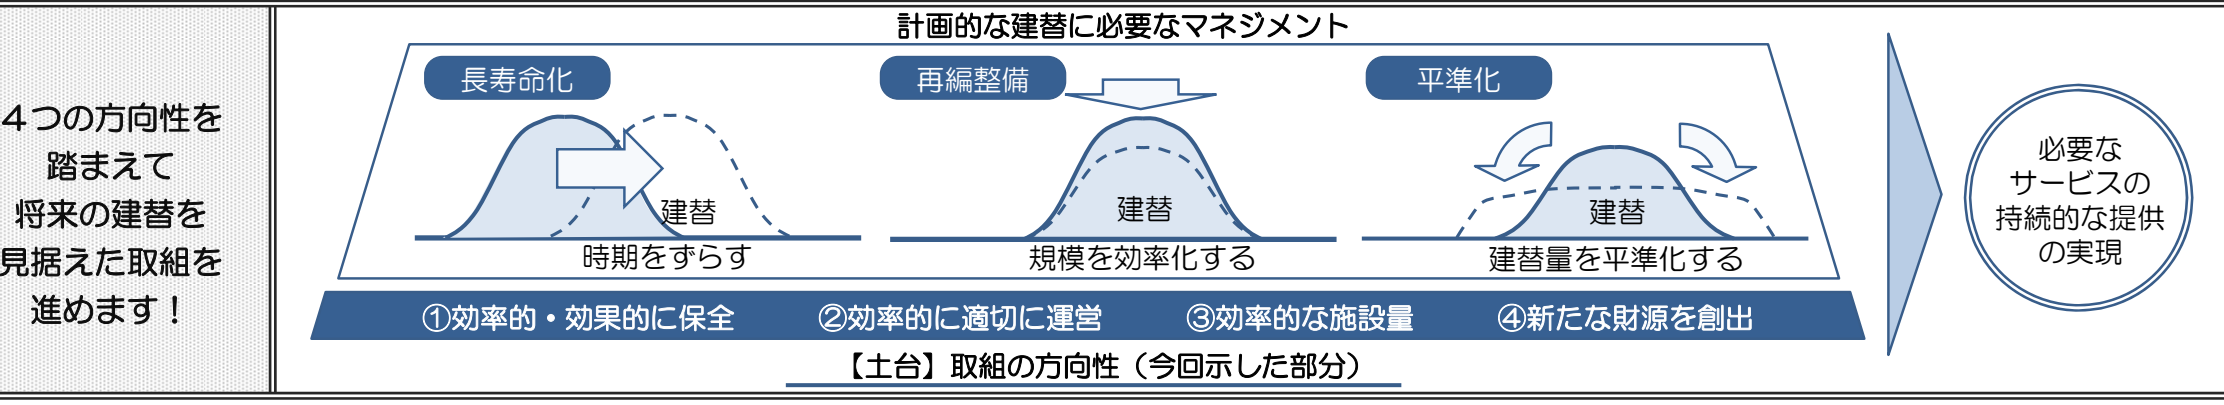 ４つの方向性を
踏まえて
将来の建替を
見据えた取組を
進めます！
計画的な建替に必要なマネジメント
長寿命化
建替
時期をずらす
再編整備
建替
規模を効率化する
平準化
建替
建替量を平準化する
①効率的・効果的に保全
②効率的に適切に運営
③効率的な施設量
④新たな財源を創出
【土台】取組の方向性（今回示した部分）
必要な
サービスの
持続的な提供
の実現